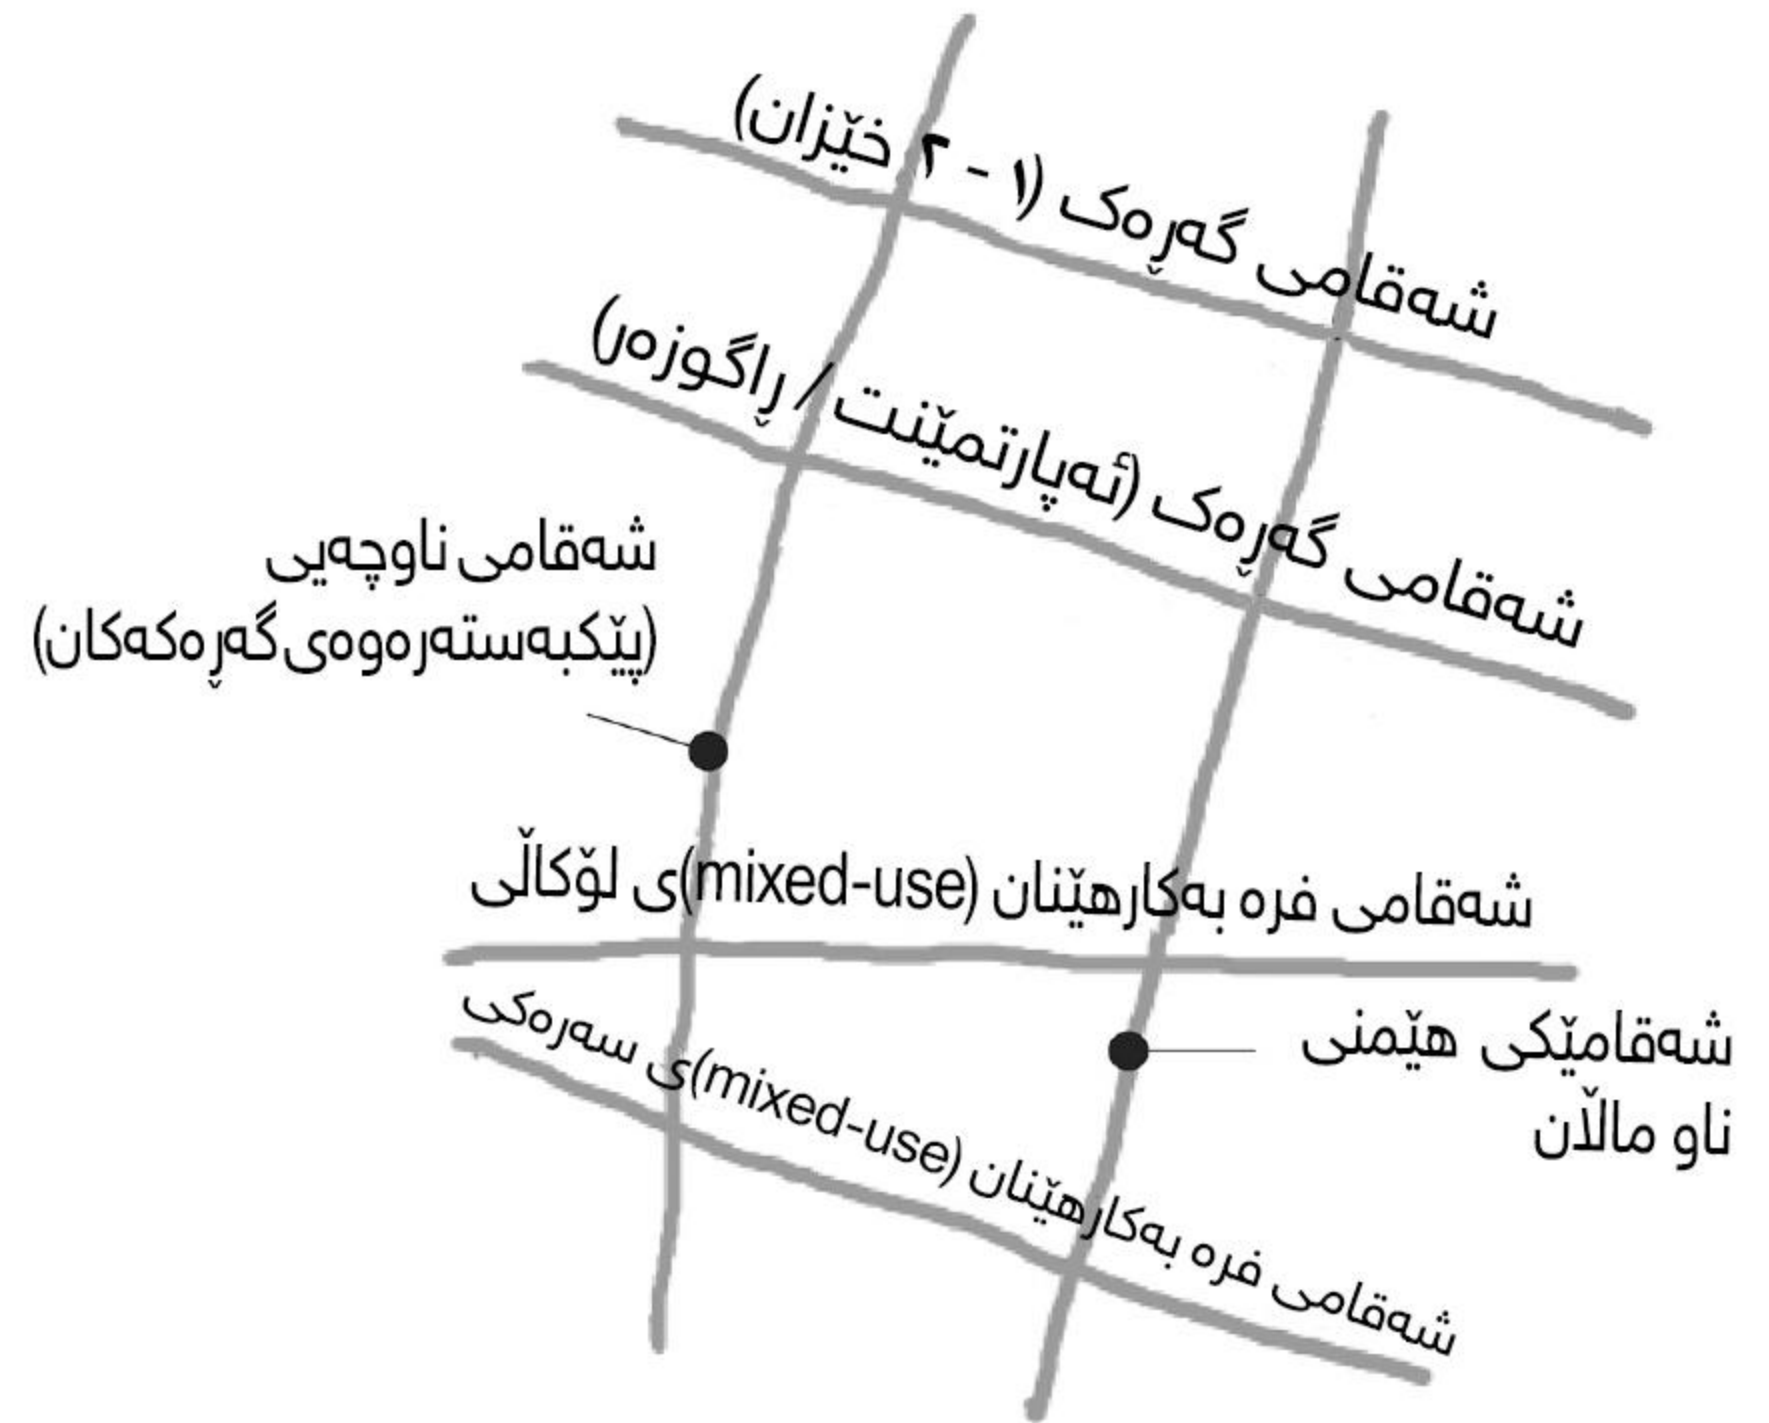 شەقامی گەڕەک (١ - ٢ خێزان)
شەقامی گەڕەک (ئەپارتمێنت / ڕاگوزەر)
شەقامی ناوچەیی
(پێکبەستەرەوەی گەڕەکەکان)
شەقامی فرە بەکارهێنان (mixed-use)ی لۆکاڵی
شەقامێکی هێمنی
ناو ماڵان
شەقامی فرە بەکارهێنان (mixed-use)ی سەرەکی